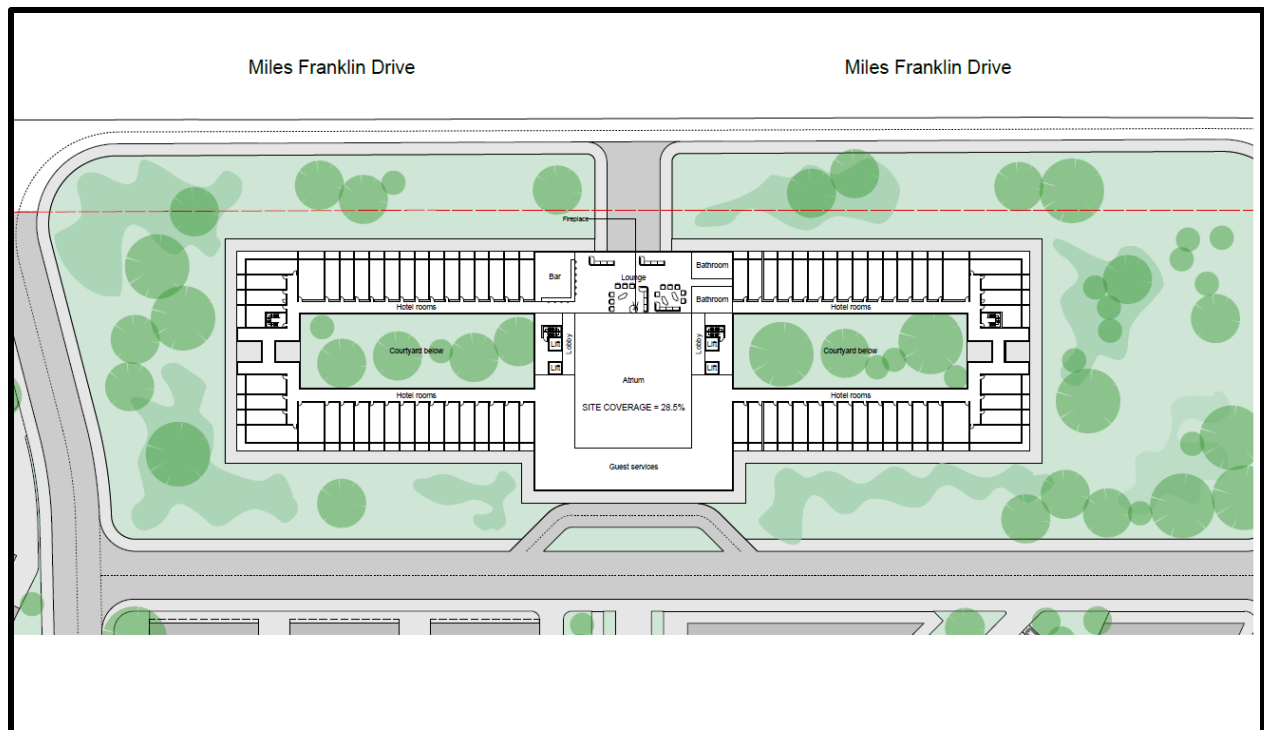 Miles Franklin Drive
Miles Franklin Drive
Fireplace
Bar
Lounge
Bathroom
Bathroom
Hotel rooms
Hotel rooms
Lift
Lobby
Lobby
Lift
Courtyard below
Courtyard below
Lift
Lift
Atrium
Hotel rooms
Hotel rooms
SITE COVERAGE = 28.5%
Guest services